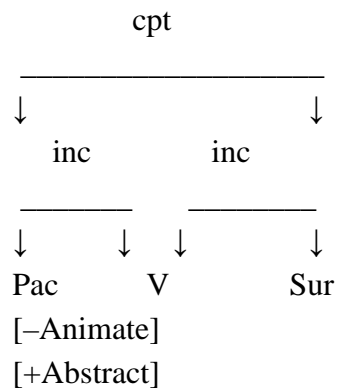 cpt
inc inc
Pac V Sur
[–Animate]
[+Abstract]